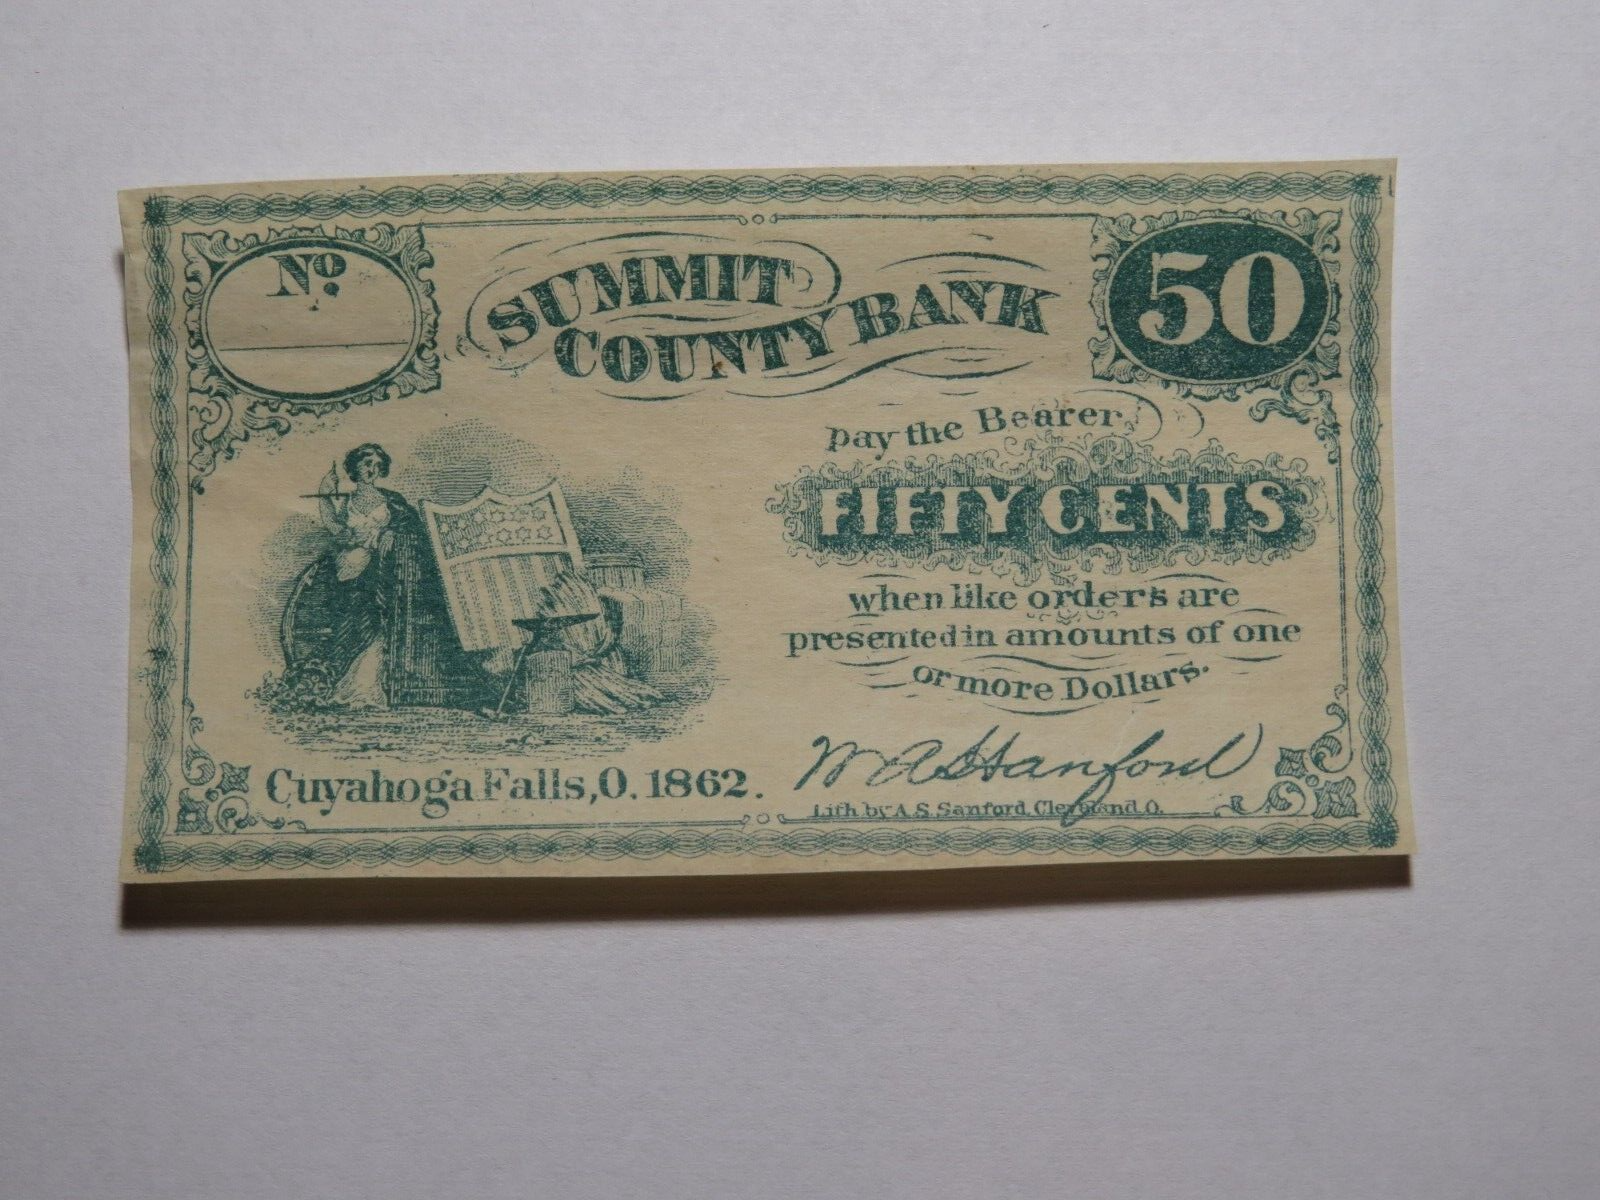 No.
SUMMIT
COUNTY BANK
50
pay the Bearer,
FIFTY CENTS
when like orders are
presented in amounts of one
or more Dollars.
W A Hanford
Cuyahoga Falls, O. 1862.
Lith by A. S. Sanford, Cleveland. O.